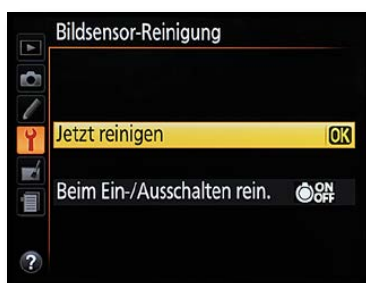 Bildsensor-Reinigung
Jetzt reinigen OK
Beim Ein-/Ausschalten rein. ON OFF
?